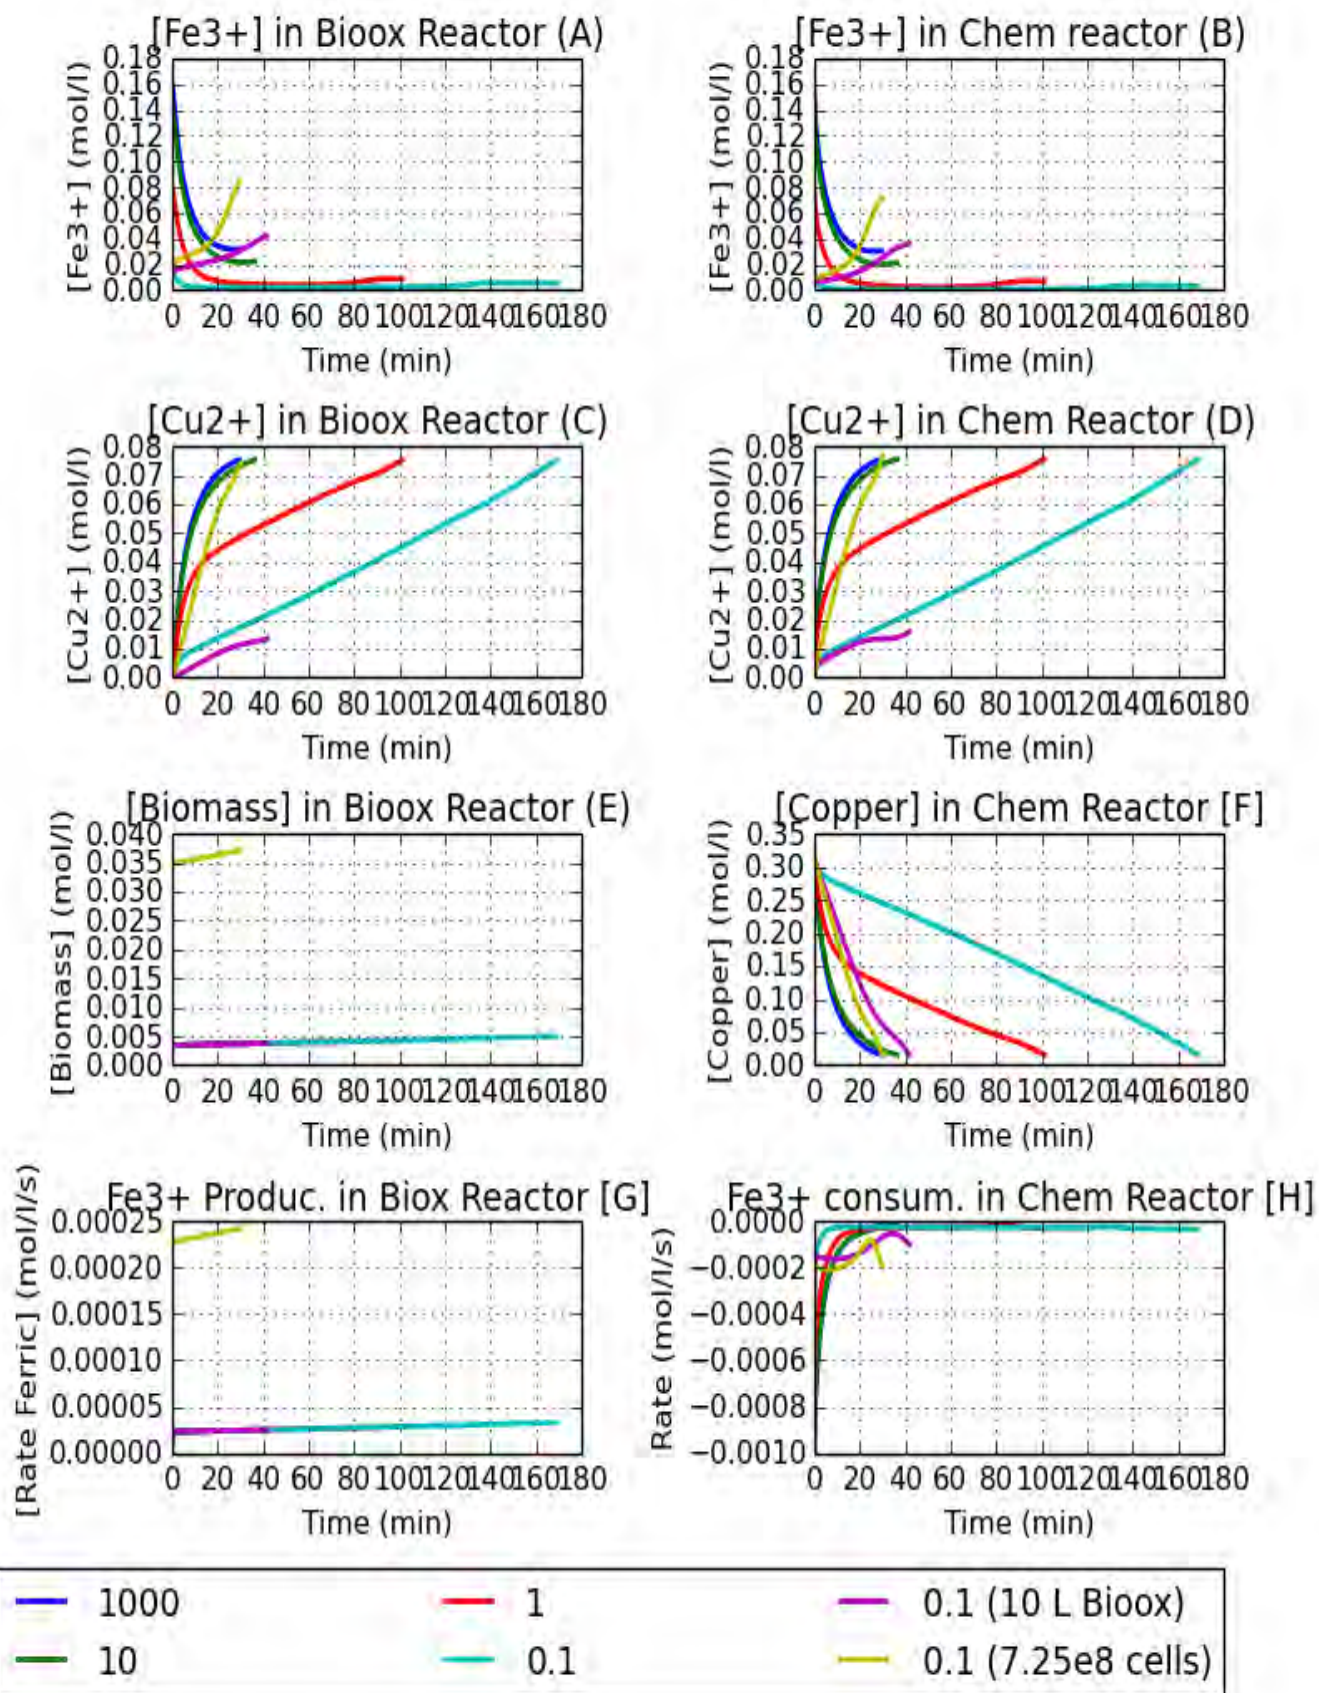 [Fe3+] in Bioox Reactor (A)
[Fe3+] (mol/l)
0.18
0.16
0.14
0.12
0.10
0.08
0.06
0.04
0.02
0.00
0 20 40 60 80 100 120 140 160 180
Time (min)
[Fe3+] in Chem reactor (B)
[Fe3+] (mol/l)
0.18
0.16
0.14
0.12
0.10
0.08
0.06
0.04
0.02
0.00
0 20 40 60 80 100 120 140 160 180
Time (min)
[Cu2+] in Bioox Reactor (C)
[Cu2+] (mol/l)
0.08
0.07
0.06
0.05
0.04
0.03
0.02
0.01
0.00
0 20 40 60 80 100 120 140 160 180
Time (min)
[Cu2+] in Chem Reactor (D)
[Cu2+] (mol/l)
0.08
0.07
0.06
0.05
0.04
0.03
0.02
0.01
0.00
0 20 40 60 80 100 120 140 160 180
Time (min)
[Biomass] in Bioox Reactor (E)
[Biomass] (mol/l)
0.040
0.035
0.030
0.025
0.020
0.015
0.010
0.005
0.000
0 20 40 60 80 100 120 140 160 180
Time (min)
[Copper] in Chem Reactor [F]
[Copper] (mol/l)
0.35
0.30
0.25
0.20
0.15
0.10
0.05
0.00
0 20 40 60 80 100 120 140 160 180
Time (min)
Fe3+ Produc. in Biox Reactor [G]
[Rate Ferric] (mol/l/s)
0.00025
0.00020
0.00015
0.00010
0.00005
0.00000
0 20 40 60 80 100 120 140 160 180
Time (min)
Fe3+ consum. in Chem Reactor [H]
Rate (mol/l/s)
0.0000
−0.0002
−0.0004
−0.0006
−0.0008
−0.0010
0 20 40 60 80 100 120 140 160 180
Time (min)
1000
1
0.1 (10 L Bioox)
10
0.1
0.1 (7.25e8 cells)